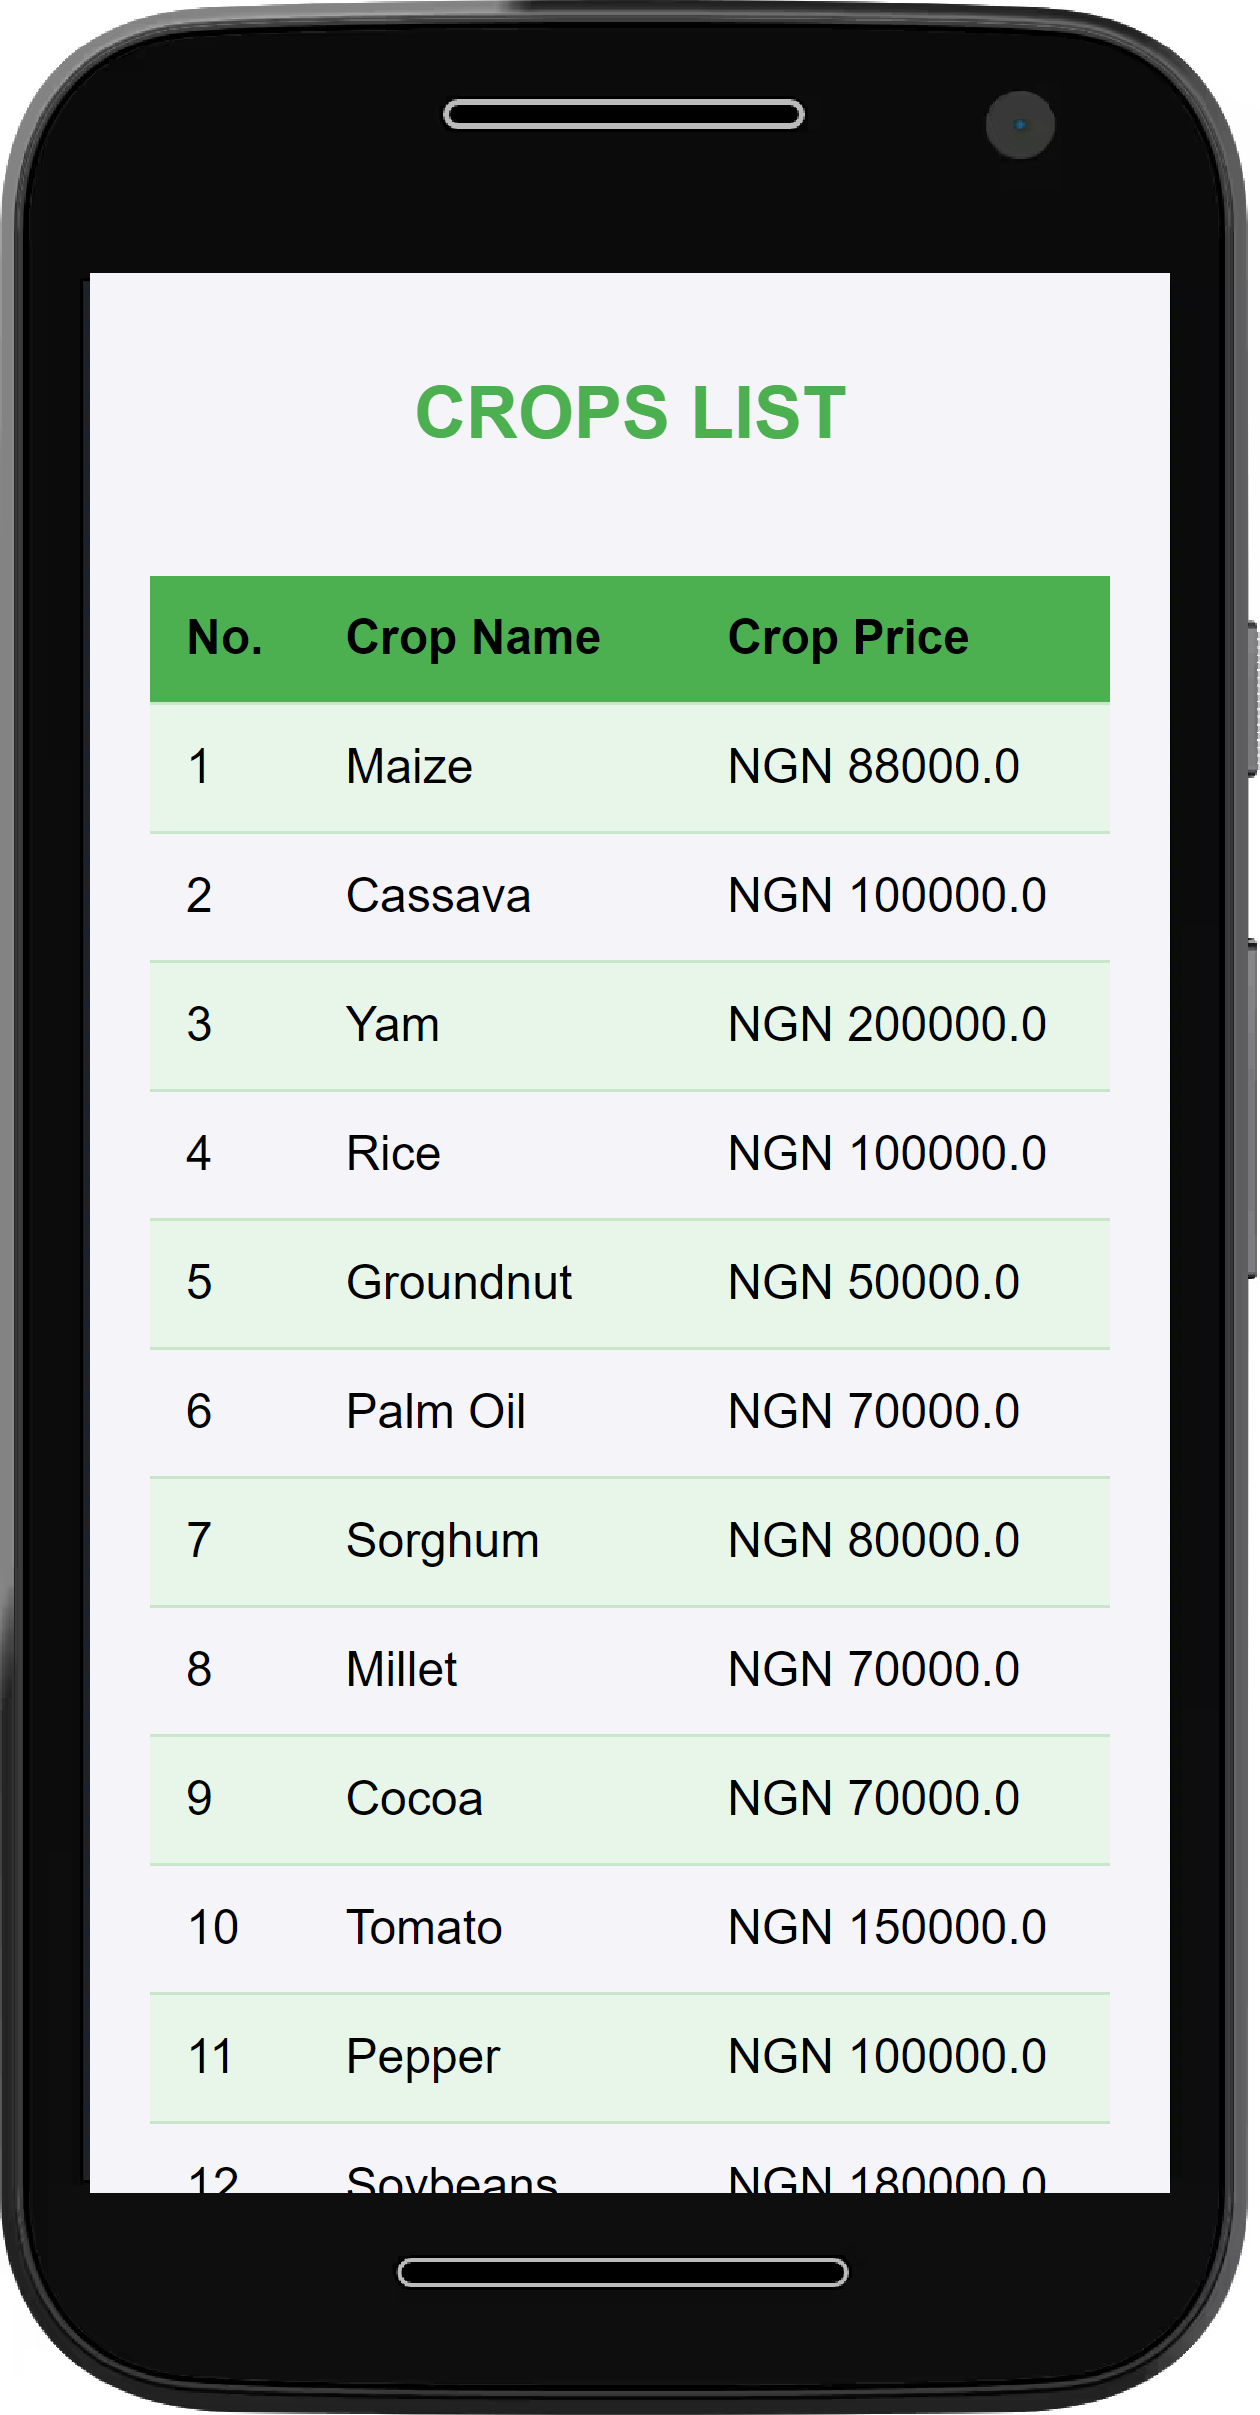 CROPS LIST
No. Crop Name Crop Price
1 Maize NGN 88000.0
2 Cassava NGN 100000.0
3 Yam NGN 200000.0
4 Rice NGN 100000.0
5 Groundnut NGN 50000.0
6 Palm Oil NGN 70000.0
7 Sorghum NGN 80000.0
8 Millet NGN 70000.0
9 Cocoa NGN 70000.0
10 Tomato NGN 150000.0
11 Pepper NGN 100000.0
12 Soybeans NGN 180000.0